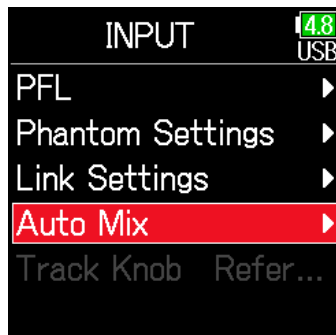 INPUT
4.8
USB
PFL
Phantom Settings
Link Settings
Auto Mix
Track Knob Refer...